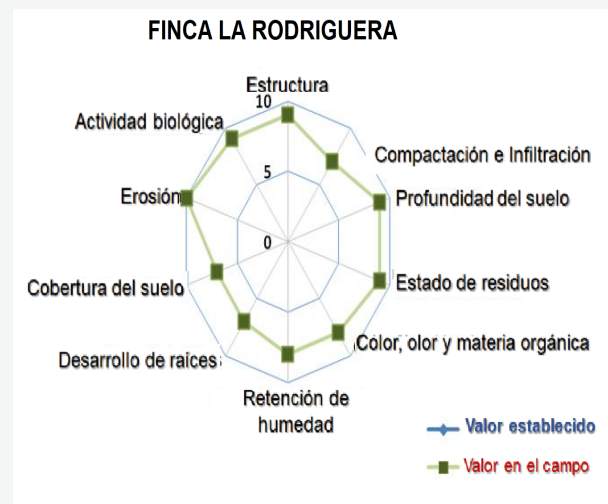 FINCA LA RODRIGUERA
Estructura
10
Actividad biológica
Compactación e Infiltración
5
Erosión
Profundidad del suelo
0
Cobertura del suelo
Estado de residuos
Desarrollo de raices
Color, olor y materia orgánica
Retención de
humedad
Valor establecido
Valor en el campo